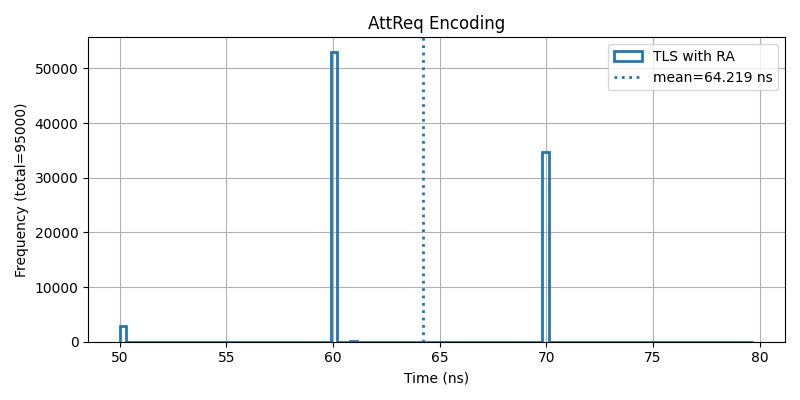 AttReq Encoding
TLS with RA
mean=64.219 ns
Frequency (total=95000)
50000
40000
30000
20000
10000
0
50 55 60 65 70 75 80
Time (ns)